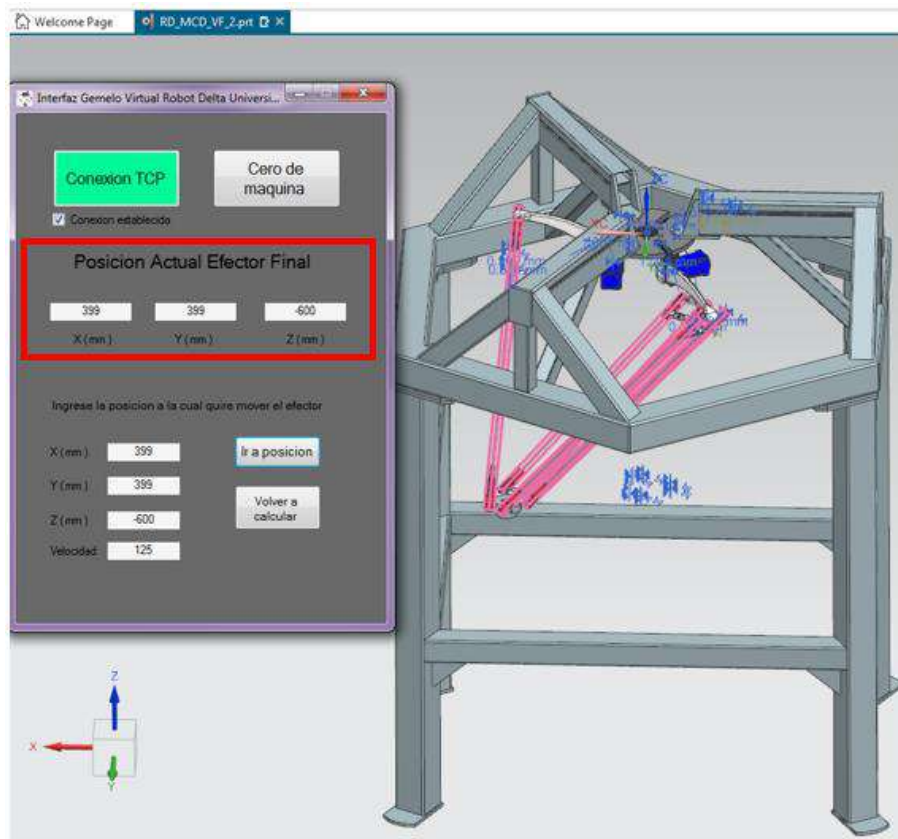 Welcome Page
RD_MCD_VF_2.prt
Interfaz Gemelo Virtual Robot Delta Universi...
Conexion TCP
Cero de
maquina
Conexion establecido
Posicion Actual Efector Final
399 399 -600
X (mm) Y (mm) Z (mm)
Ingrese la posicion a la cual quire mover el efector
X (mm) 399
Ir a posicion
Y (mm) 399
Z (mm) -600
Volver a
calcular
Velocidad 125
Z
X
Y